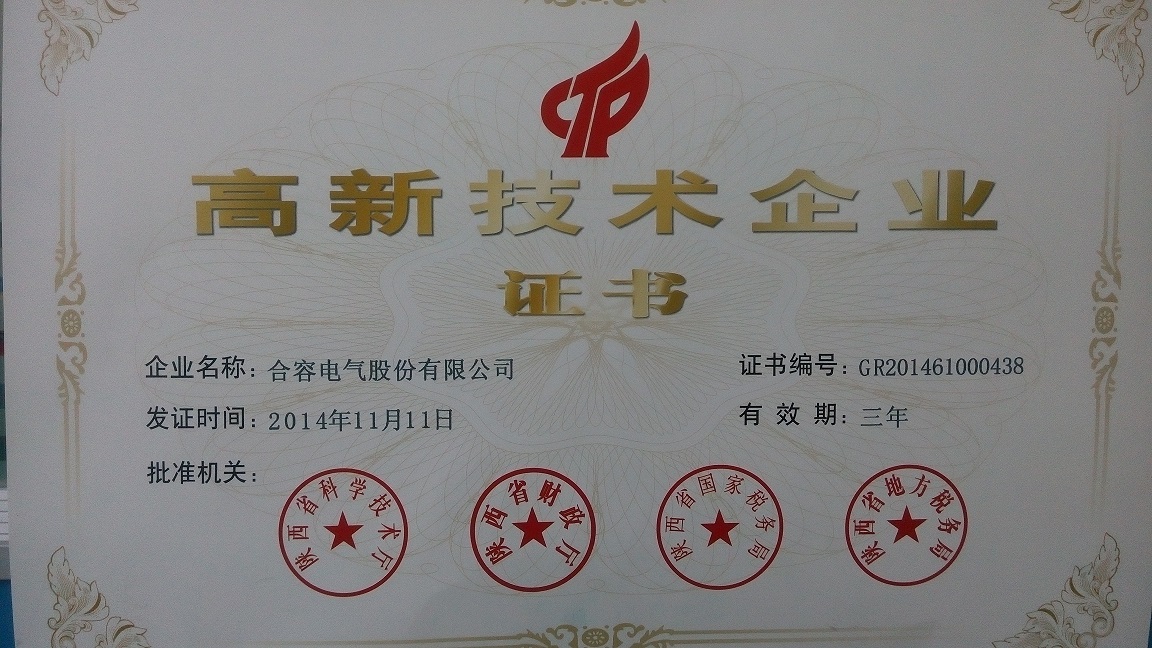 高新技术企业
证书
企业名称：合容电气股份有限公司
证书编号：GR201461000438
发证时间：2014年11月11日
有效期：三年
批准机关：
陕西省科学技术厅
陕西省财政厅
陕西省国家税务局
陕西省地方税务局